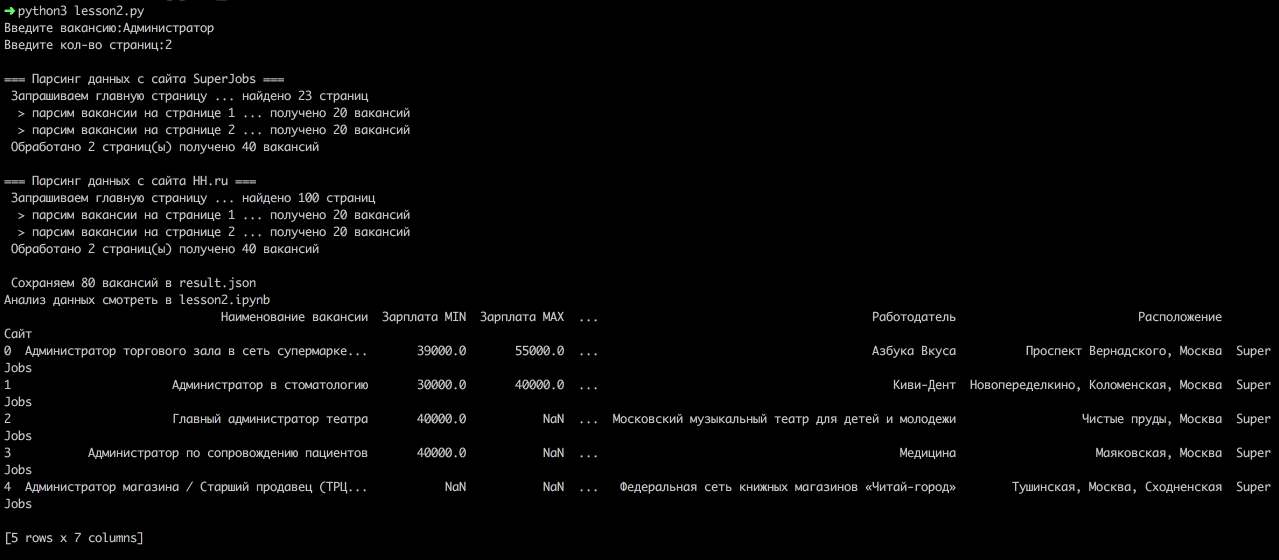 ➜ python3 lesson2.py
Введите вакансию:Администратор
Введите кол-во страниц:2
=== Парсинг данных с сайта SuperJobs ===
Запрашиваем главную страницу ... найдено 23 страниц
> парсим вакансии на странице 1 ... получено 20 вакансий
> парсим вакансии на странице 2 ... получено 20 вакансий
Обработано 2 страниц(ы) получено 40 вакансий
=== Парсинг данных с сайта HH.ru ===
Запрашиваем главную страницу ... найдено 100 страниц
> парсим вакансии на странице 1 ... получено 20 вакансий
> парсим вакансии на странице 2 ... получено 20 вакансий
Обработано 2 страниц(ы) получено 40 вакансий
Сохраняем 80 вакансий в result.json
Анализ данных смотреть в lesson2.ipynb
Наименование вакансии Зарплата MIN Зарплата MAX ... Работодатель Расположение
Сайт
0 Администратор торгового зала в сеть супермарке... 39000.0 55000.0 ... Азбука Вкуса Проспект Вернадского, Москва Super
Jobs
1 Администратор в стоматологию 30000.0 40000.0 ... Киви-Дент Новопеределкино, Коломенская, Москва Super
Jobs
2 Главный администратор театра 40000.0 NaN ... Московский музыкальный театр для детей и молодежи Чистые пруды, Москва Super
Jobs
3 Администратор по сопровождению пациентов 40000.0 NaN ... Медицина Маяковская, Москва Super
Jobs
4 Администратор магазина / Старший продавец (ТРЦ... NaN NaN ... Федеральная сеть книжных магазинов «Читай-город» Тушинская, Москва, Сходненская Super
Jobs
[5 rows x 7 columns]